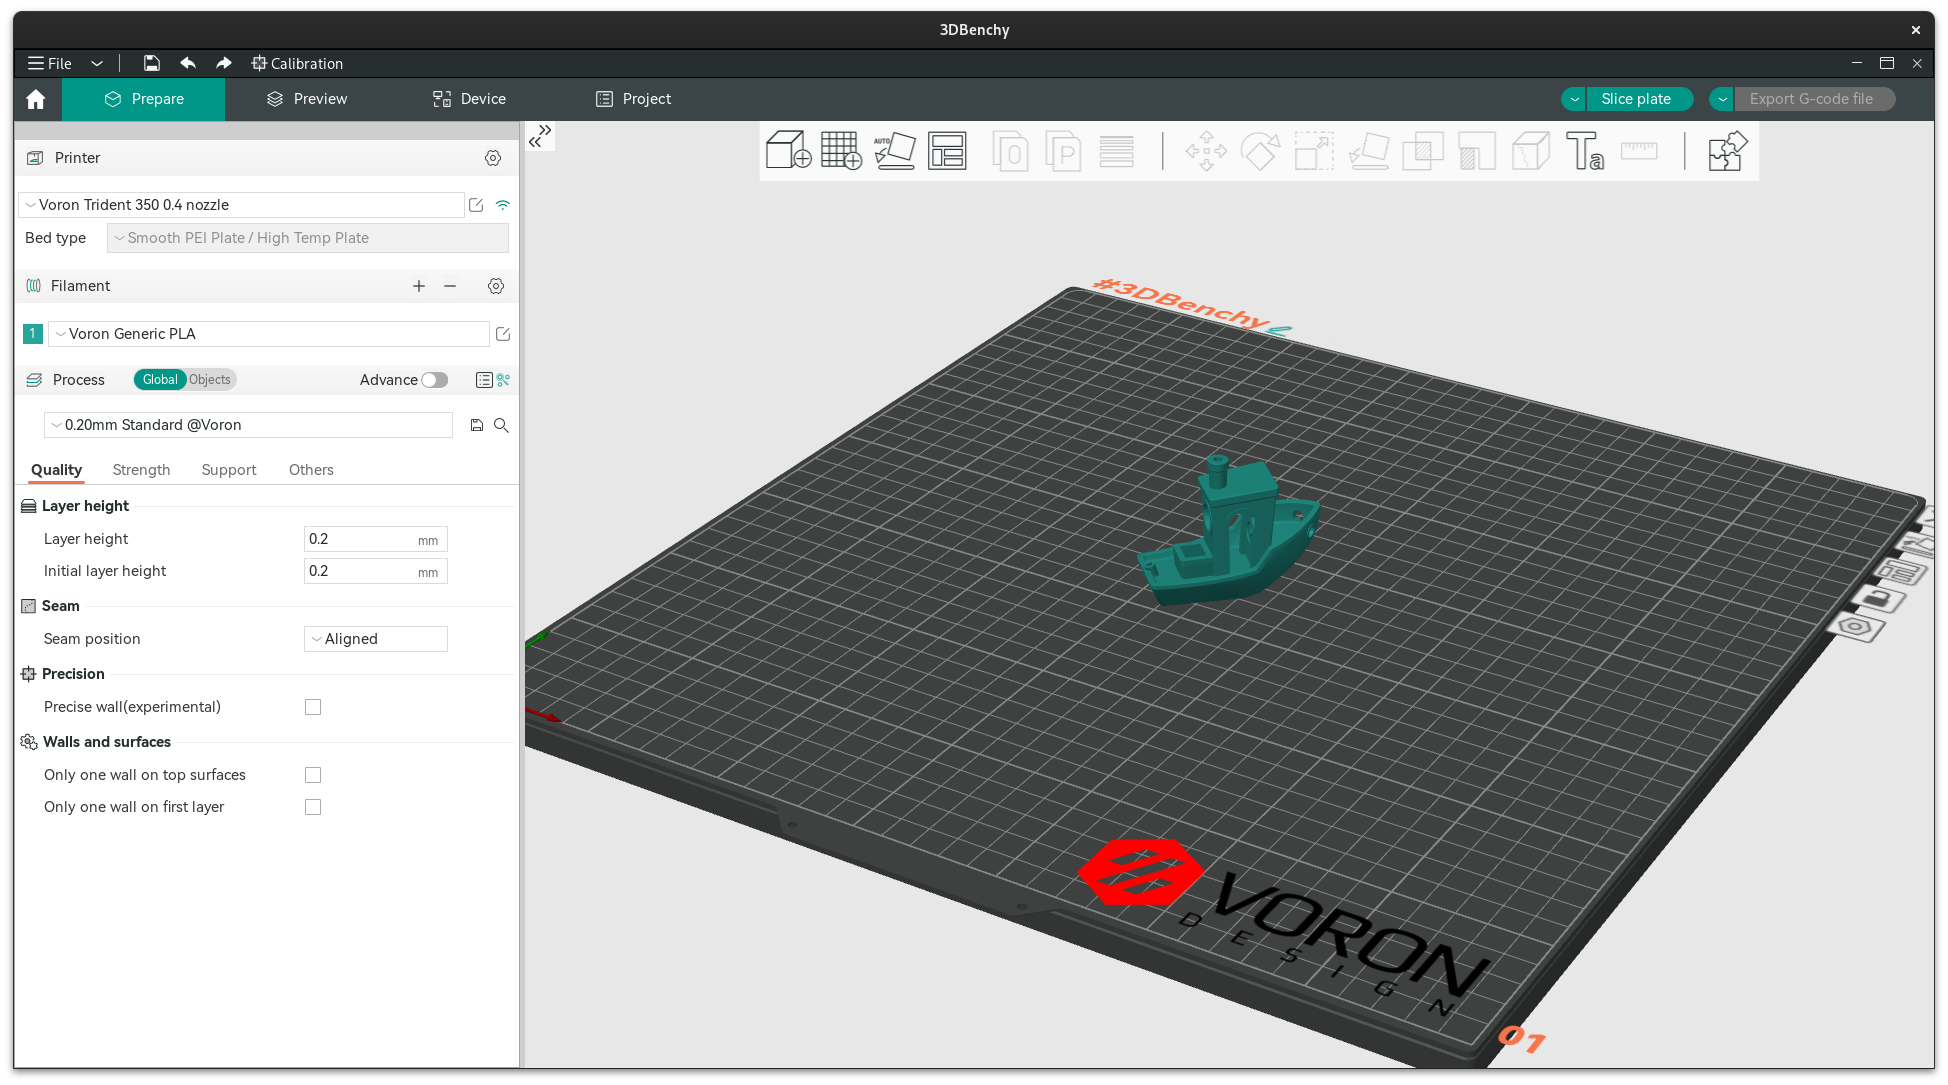 3DBenchy
File
Calibration
Prepare
Preview
Device
Project
Slice plate
Export G-code file
Printer
Voron Trident 350 0.4 nozzle
Bed type
Smooth PEI Plate / High Temp Plate
Filament
1
Voron Generic PLA
Process
Global
Objects
Advance
0.20mm Standard @Voron
Quality
Strength
Support
Others
Layer height
Layer height
0.2
mm
Initial layer height
0.2
mm
Seam
Seam position
Aligned
Precision
Precise wall(experimental)
Walls and surfaces
Only one wall on top surfaces
Only one wall on first layer
AUTO
O
P
Ta
#3DBenchy
VORON
DESIGN
01